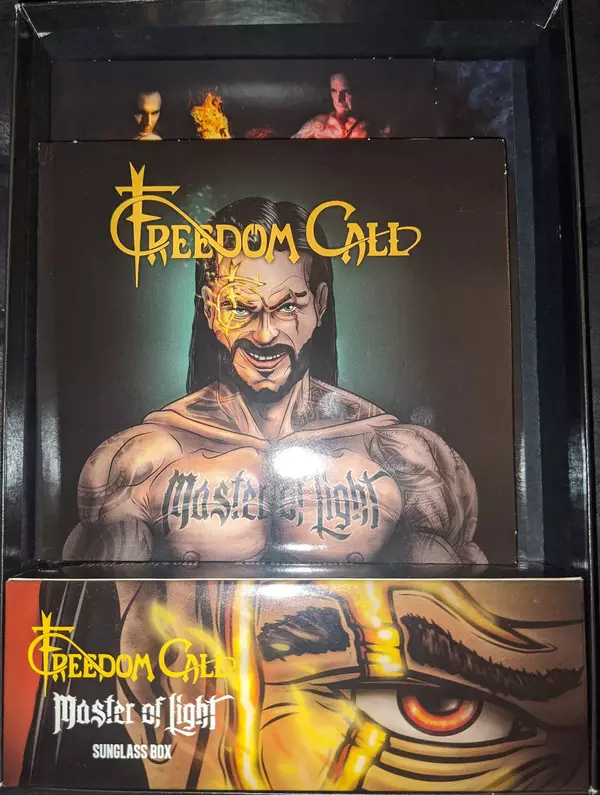 FREEDOM CALL
Master of Light
FREEDOM CALL
Master of Light
SUNGLASS BOX